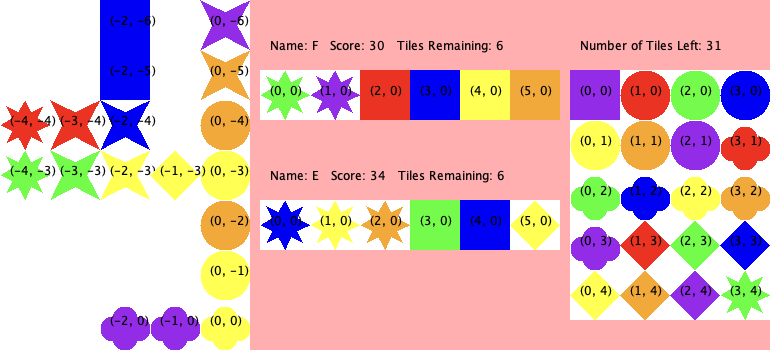 (-2, -6) (0, -6)
Name: F Score: 30 Tiles Remaining: 6 Number of Tiles Left: 31
(-2, -5) (0, -5)
(0, 0) (1, 0) (2, 0) (3, 0) (4, 0) (5, 0) (0, 0) (1, 0) (2, 0) (3, 0)
(-4, -4) (-3, -4) (-2, -4) (0, -4)
(0, 1) (1, 1) (2, 1) (3, 1)
(-4, -3) (-3, -3) (-2, -3) (-1, -3) (0, -3)
Name: E Score: 34 Tiles Remaining: 6
(0, 2) (1, 2) (2, 2) (3, 2)
(0, -2)
(0, 0) (1, 0) (2, 0) (3, 0) (4, 0) (5, 0)
(0, 3) (1, 3) (2, 3) (3, 3)
(0, -1)
(0, 4) (1, 4) (2, 4) (3, 4)
(-2, 0) (-1, 0) (0, 0)